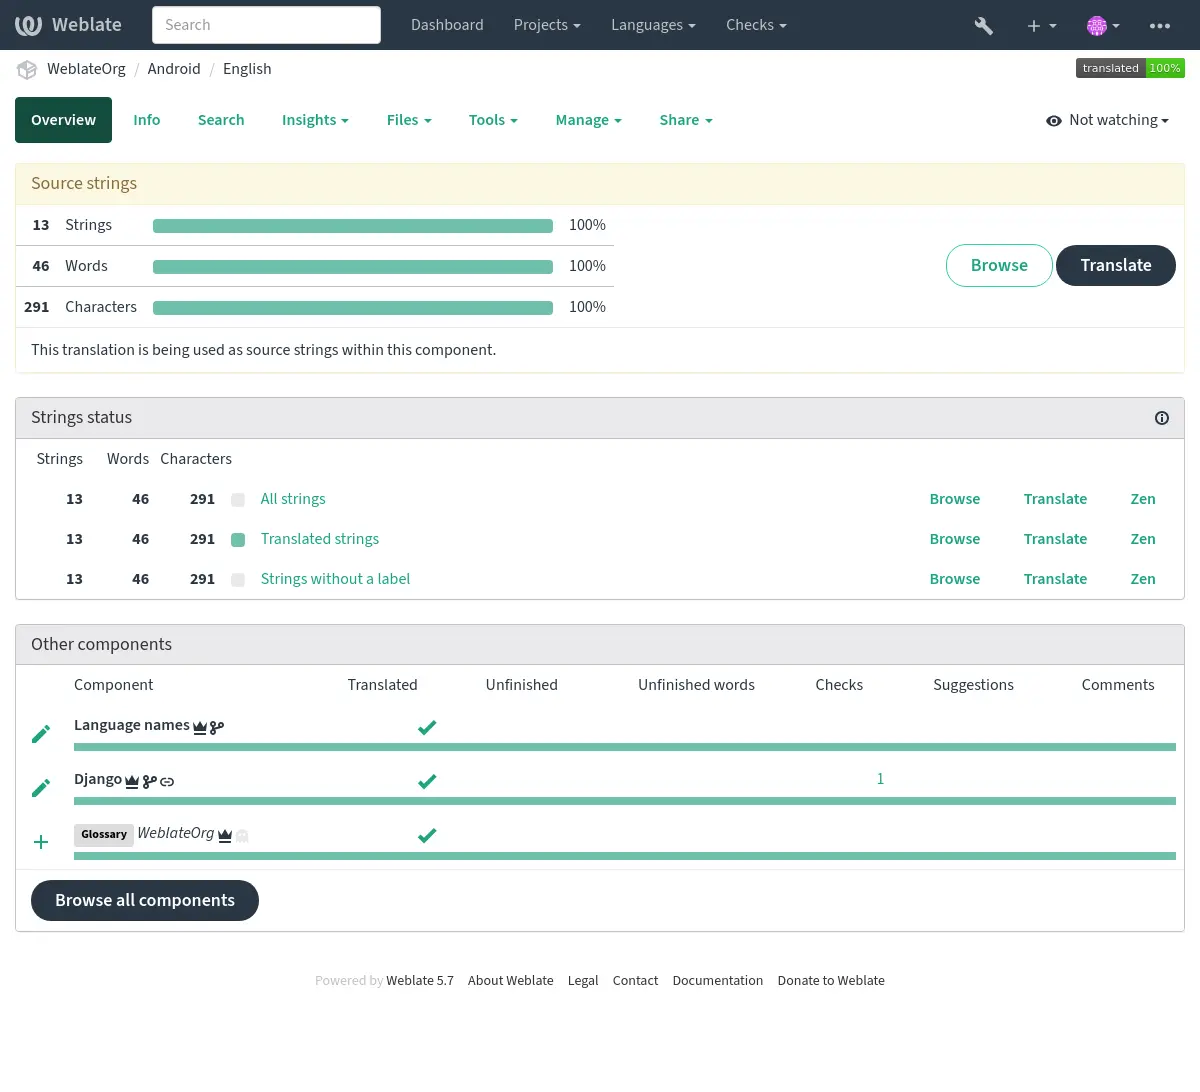 Weblate Search Dashboard Projects Languages Checks
WeblateOrg / Android / English translated 100%
Overview Info Search Insights Files Tools Manage Share Not watching
Source strings
13 Strings 100%
46 Words 100%
Browse Translate
291 Characters 100%
This translation is being used as source strings within this component.
Strings status
Strings Words Characters
13 46 291 All strings Browse Translate Zen
13 46 291 Translated strings Browse Translate Zen
13 46 291 Strings without a label Browse Translate Zen
Other components
Component Translated Unfinished Unfinished words Checks Suggestions Comments
Language names
Django 1
Glossary WeblateOrg
Browse all components
Powered by Weblate 5.7 About Weblate Legal Contact Documentation Donate to Weblate